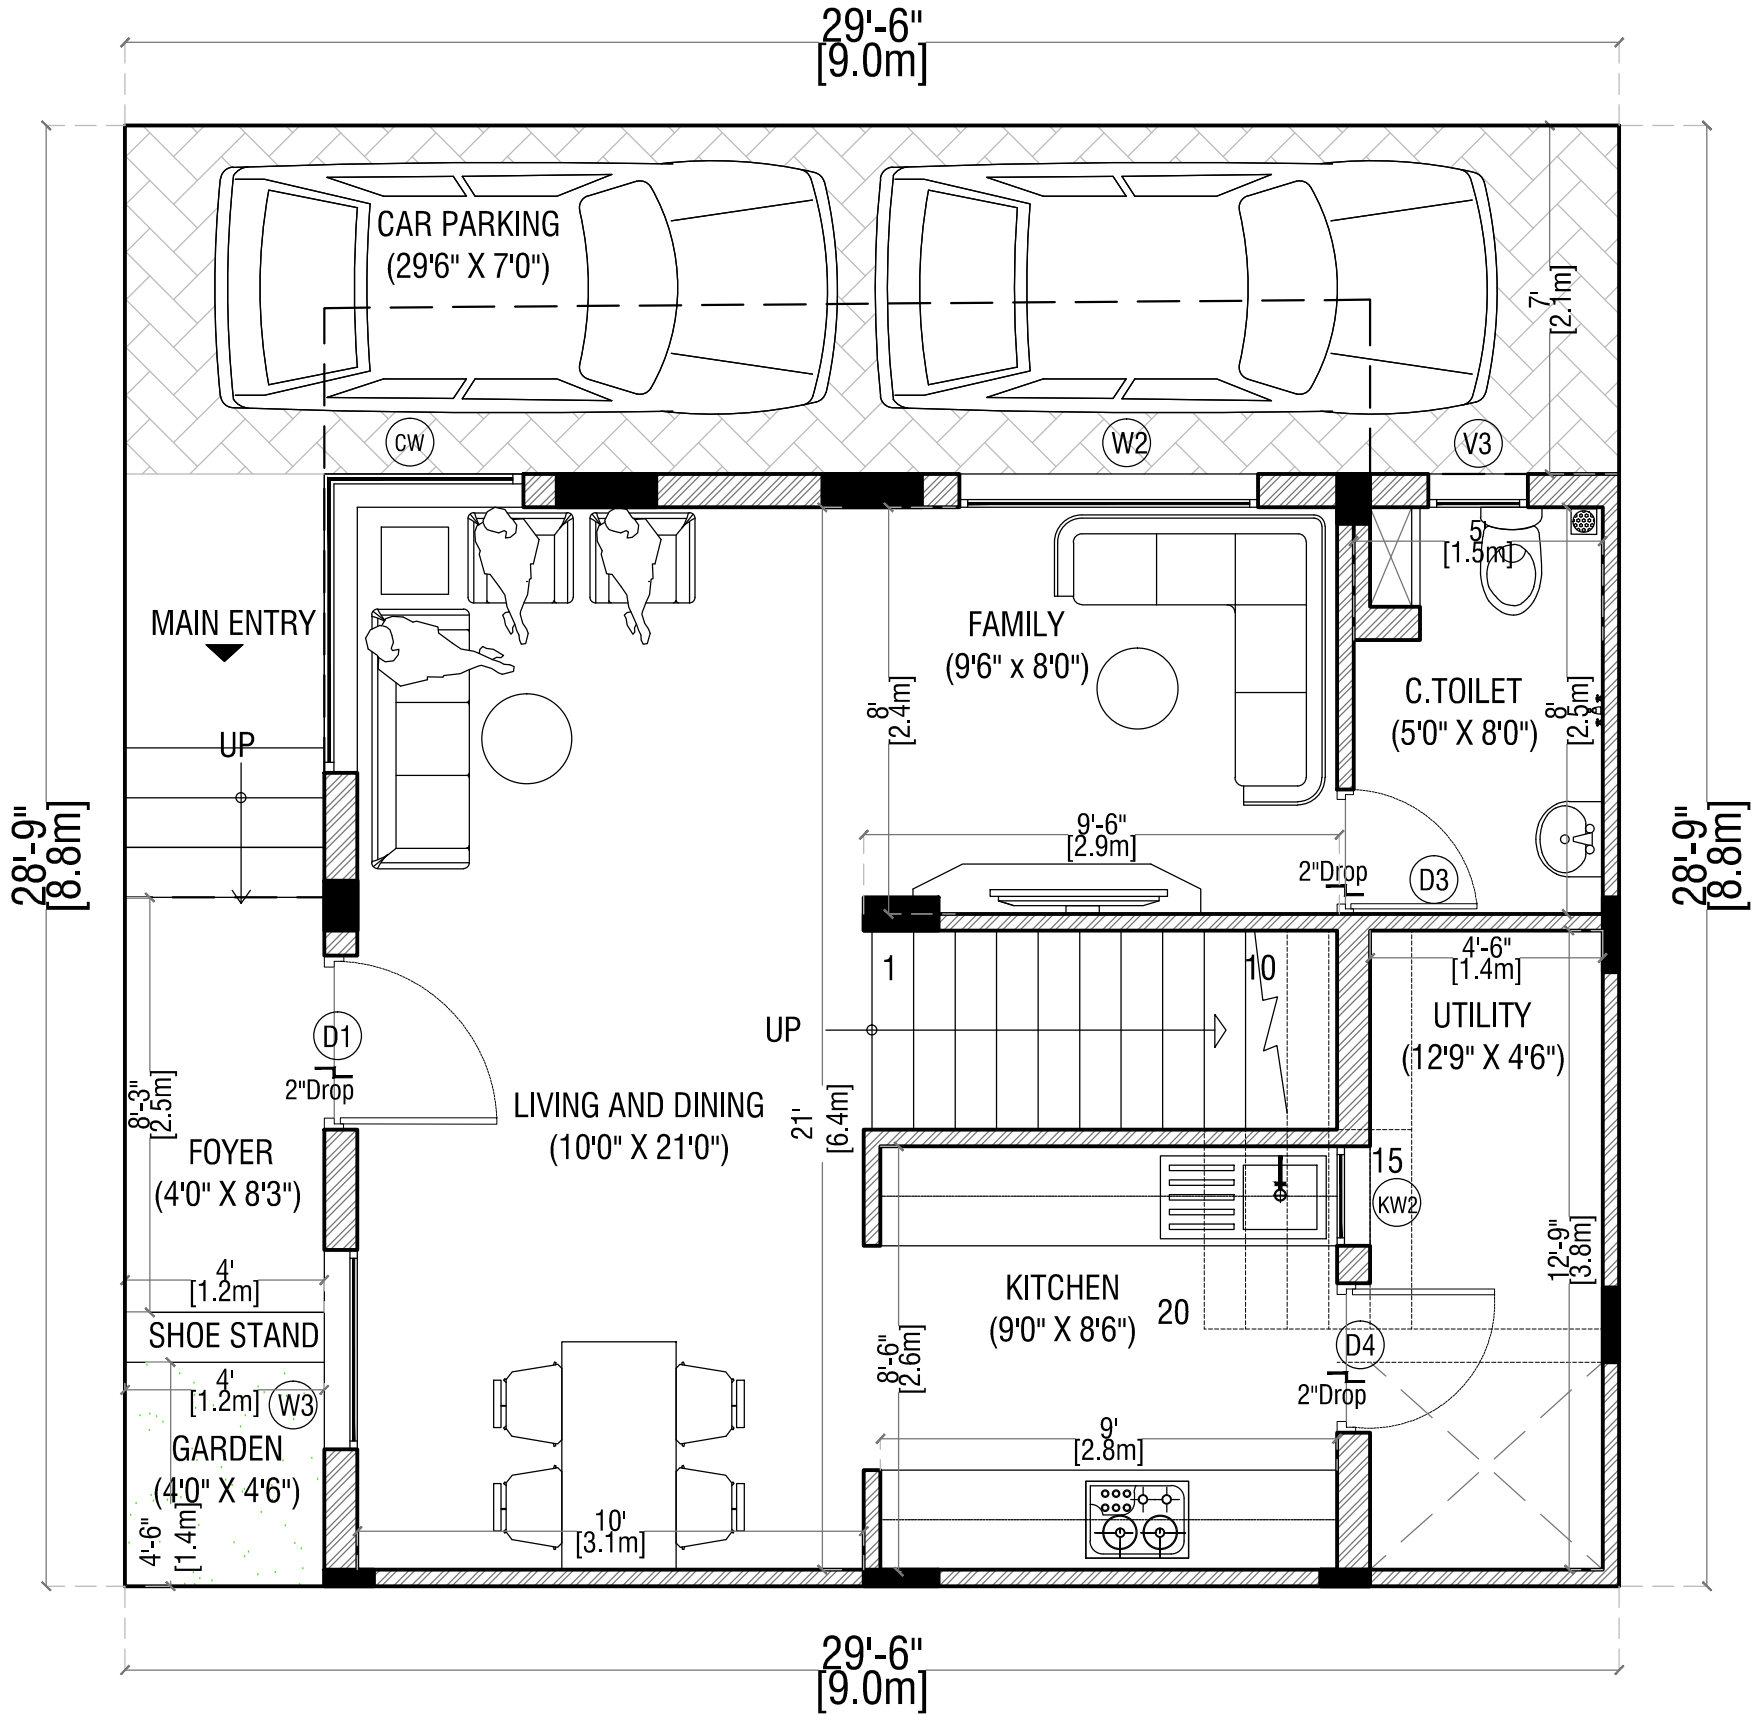 29'-6"
[9.0m]
CAR PARKING
(29'6" X 7'0")
7'
[2.1m]
CW
W2
V3
5'
[1.5m]
MAIN ENTRY
FAMILY
(9'6" x 8'0")
8'
[2.4m]
C.TOILET
(5'0" X 8'0")
8'
[2.5m]
UP
28'-9"
[8.8m]
28'-9"
[8.8m]
9'-6"
[2.9m]
2"Drop
D3
1
10
4'-6"
[1.4m]
UTILITY
(12'9" X 4'6")
UP
D1
2"Drop
8'-3"
[2.5m]
LIVING AND DINING
(10'0" X 21'0")
21'
[6.4m]
FOYER
(4'0" X 8'3")
15
KW2
12'-9"
[3.8m]
4'
[1.2m]
KITCHEN
(9'0" X 8'6")
20
SHOE STAND
D4
8'-6"
[2.6m]
2"Drop
4'
[1.2m]
W3
GARDEN
(4'0" X 4'6")
9'
[2.8m]
4'-6"
[1.4m]
10'
[3.1m]
29'-6"
[9.0m]